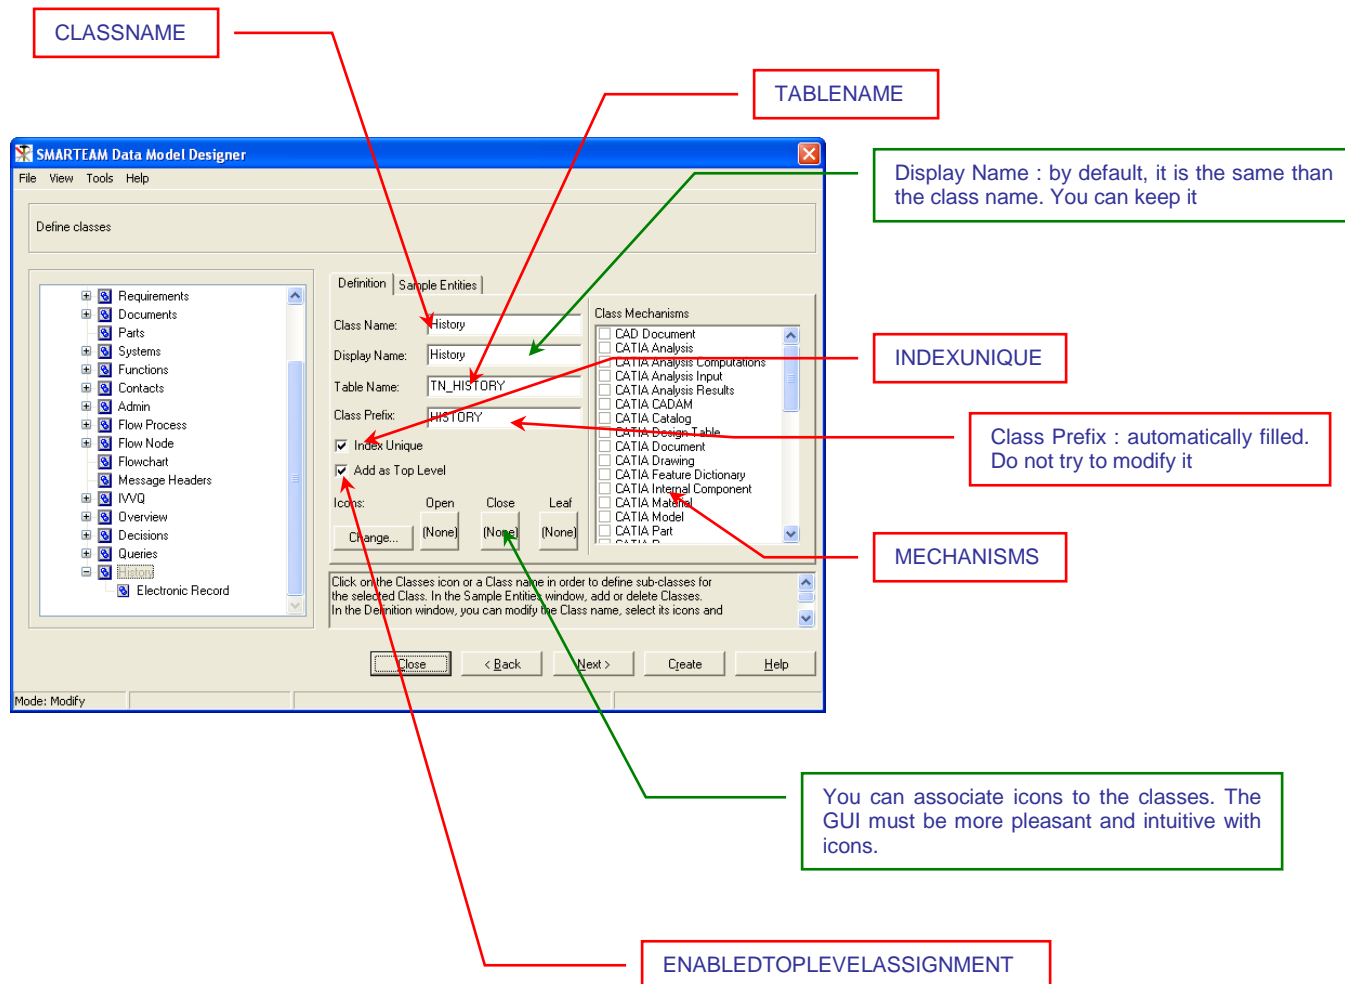 CLASSNAME
TABLENAME
SMARTEAM Data Model Designer
File View Tools Help
Display Name : by default, it is the same than
the class name. You can keep it
Define classes
Requirements
Documents
Parts
Systems
Functions
Contacts
Admin
Flow Process
Flow Node
Flowchart
Message Headers
IVVQ
Overview
Decisions
Queries
History
Electronic Record
Definition
Sample Entities
Class Name:
History
Display Name:
History
Table Name:
TN_HISTORY
Class Prefix:
HISTORY
Index Unique
Add as Top Level
Icons:
Open
Close
Leaf
Change...
(None)
(None)
(None)
Class Mechanisms
CAD Document
CATIA Analysis
CATIA Analysis Computations
CATIA Analysis Input
CATIA Analysis Results
CATIA CADAM
CATIA Catalog
CATIA Design Table
CATIA Document
CATIA Drawing
CATIA Feature Dictionary
CATIA Internal Component
CATIA Material
CATIA Model
CATIA Part
INDEXUNIQUE
Class Prefix : automatically filled.
Do not try to modify it
MECHANISMS
Click on the Classes icon or a Class name in order to define sub-classes for
the selected Class. In the Sample Entities window, add or delete Classes.
In the Definition window, you can modify the Class name, select its icons and
Close
< Back
Next >
Create
Help
Mode: Modify
You can associate icons to the classes. The
GUI must be more pleasant and intuitive with
icons.
ENABLEDTOPLEVELASSIGNMENT